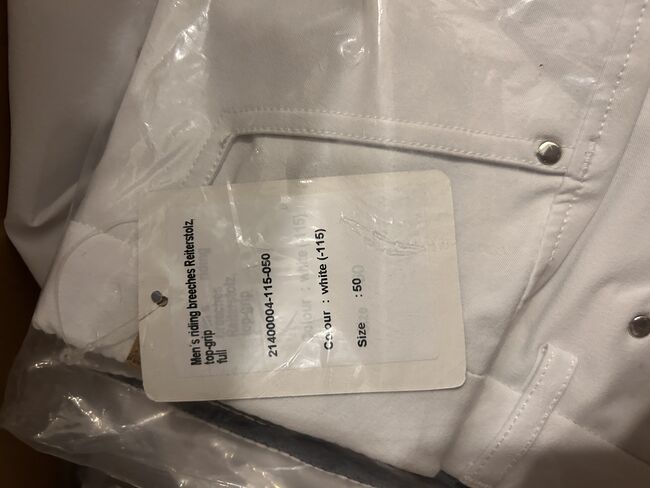 Men´s riding breeches Reiterstolz,
top-grip
full
21400004-115-050
Colour : white (-115)
Size : 50